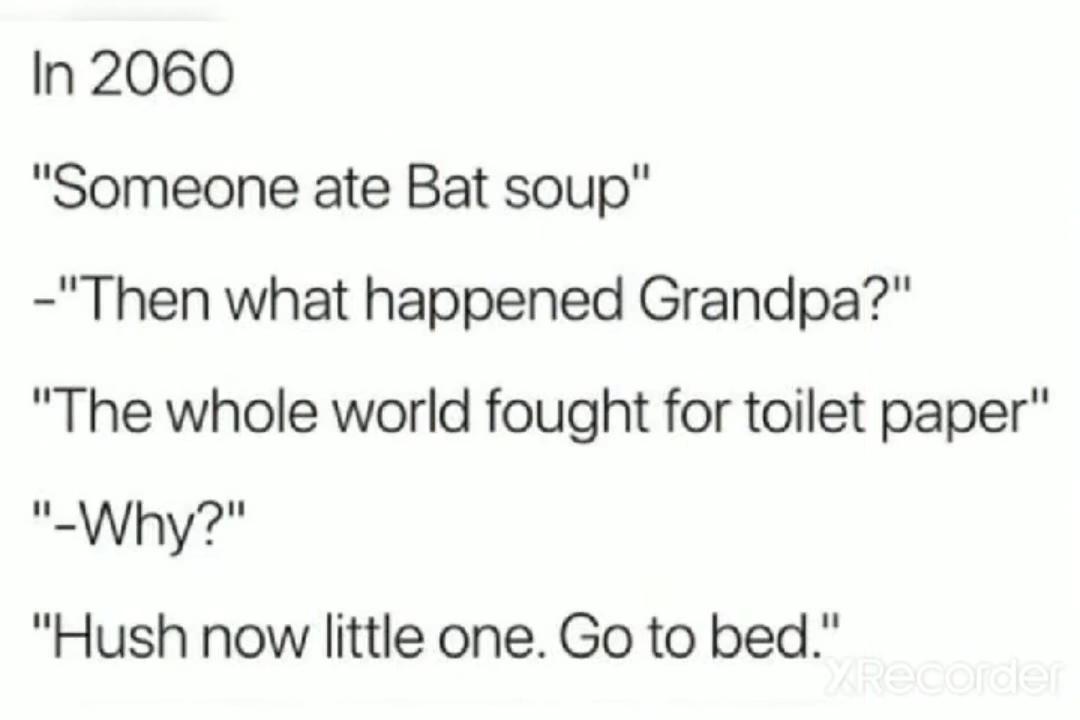 In 2060
"Someone ate Bat soup"
-"Then what happened Grandpa?"
"The whole world fought for toilet paper"
"-Why?"
"Hush now little one. Go to bed."
XRecorder